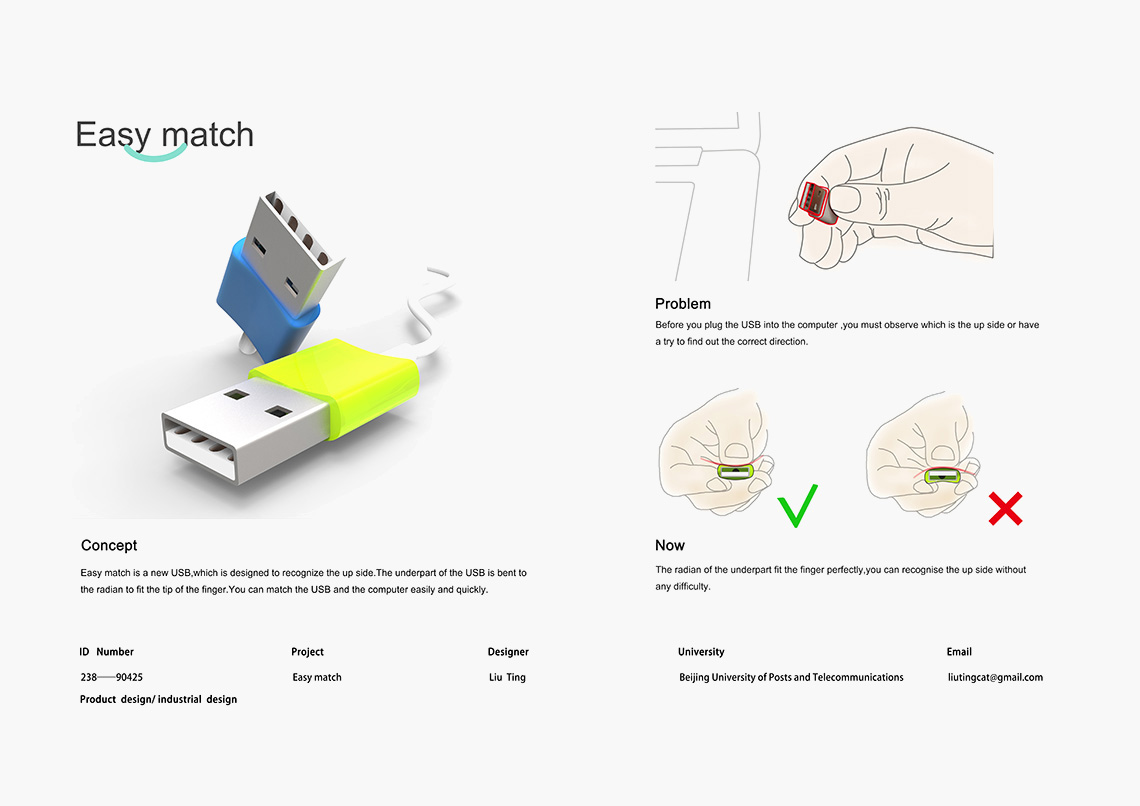 Easy match
Concept
Easy match is a new USB,which is designed to recognize the up side.The underpart of the USB is bent to
the radian to fit the tip of the finger.You can match the USB and the computer easily and quickly.
Problem
Before you plug the USB into the computer ,you must observe which is the up side or have
a try to find out the correct direction.
Now
The radian of the underpart fit the finger perfectly,you can recognise the up side without
any difficulty.
ID Number Project Designer University Email
238——90425 Easy match Liu Ting Beijing University of Posts and Telecommunications liutingcat@gmail.com
Product design/ industrial design